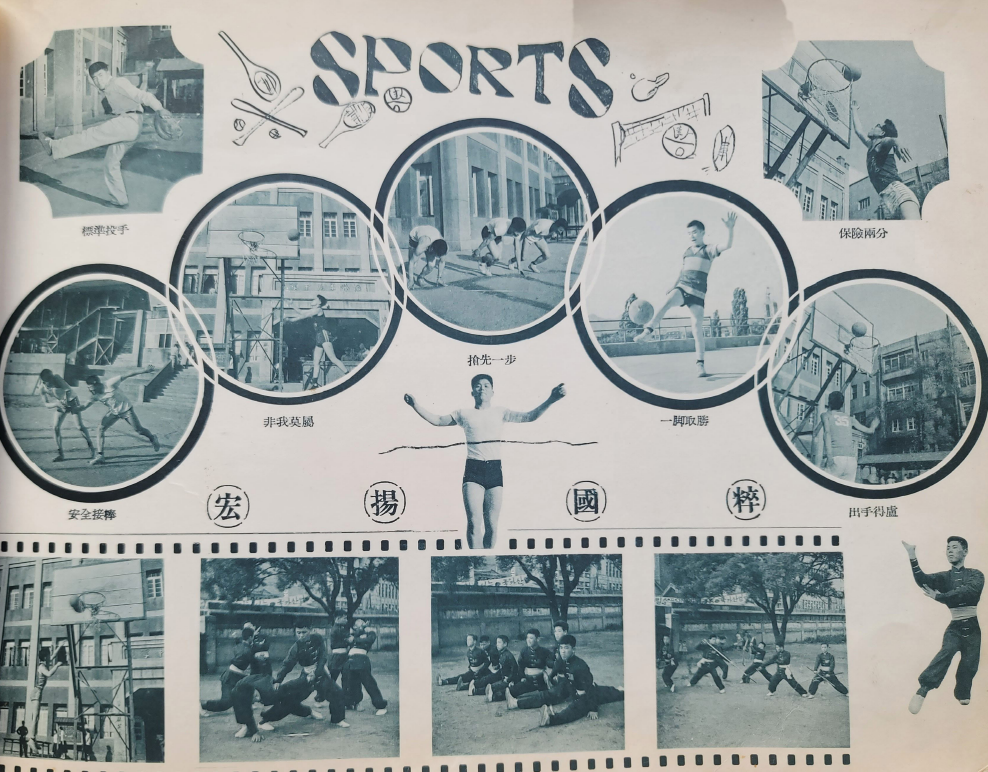 SPORTS
標準投手
保險兩分
搶先一步
非我莫屬
一脚取勝
安全接棒
出手得盧
宏揚國粹